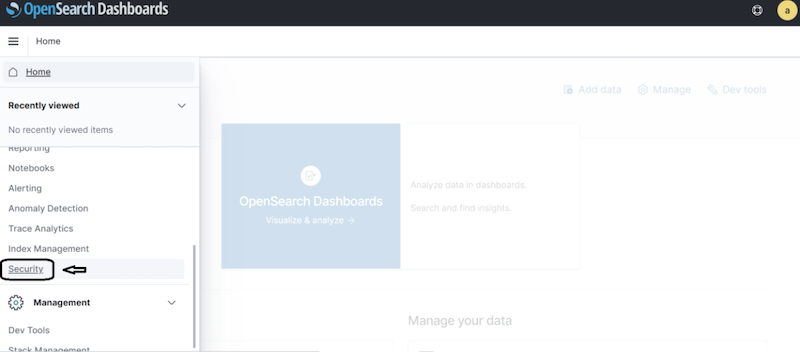 OpenSearch Dashboards
a
Home
Home
Add data
Manage
Dev tools
Recently viewed
No recently viewed items
Reporting
Notebooks
Alerting
Anomaly Detection
Trace Analytics
Index Management
Security
Management
Dev Tools
Stack Management
OpenSearch Dashboards
Visualize & analyze →
Analyze data in dashboards.
Search and find insights.
Manage your data